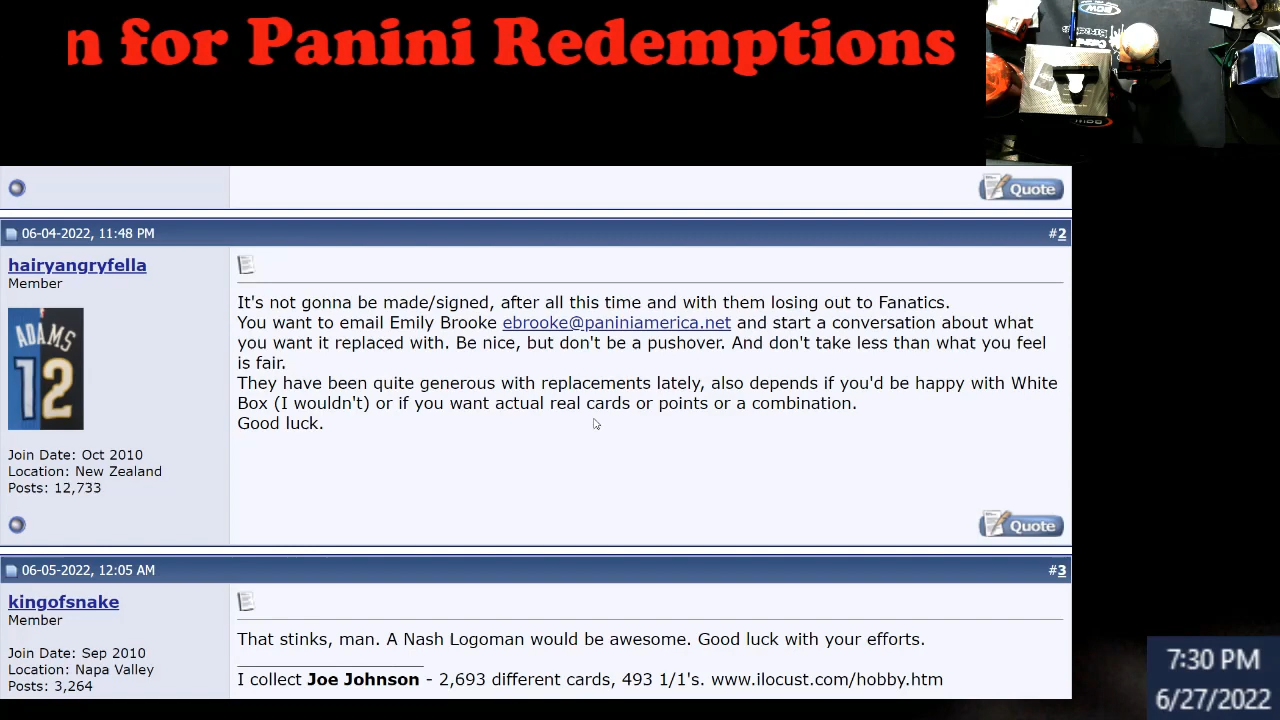 n for Panini Redemptions
Quote
06-04-2022, 11:48 PM
#2
hairyangryfella
Member
ADAMS
12
Join Date: Oct 2010
Location: New Zealand
Posts: 12,733
It's not gonna be made/signed, after all this time and with them losing out to Fanatics.
You want to email Emily Brooke ebrooke@paniniamerica.net and start a conversation about what
you want it replaced with. Be nice, but don't be a pushover. And don't take less than what you feel
is fair.
They have been quite generous with replacements lately, also depends if you'd be happy with White
Box (I wouldn't) or if you want actual real cards or points or a combination.
Good luck.
Quote
06-05-2022, 12:05 AM
#3
kingofsnake
Member
Join Date: Sep 2010
Location: Napa Valley
Posts: 3,264
That stinks, man. A Nash Logoman would be awesome. Good luck with your efforts.
I collect Joe Johnson - 2,693 different cards, 493 1/1's. www.ilocust.com/hobby.htm
7:30 PM
6/27/2022